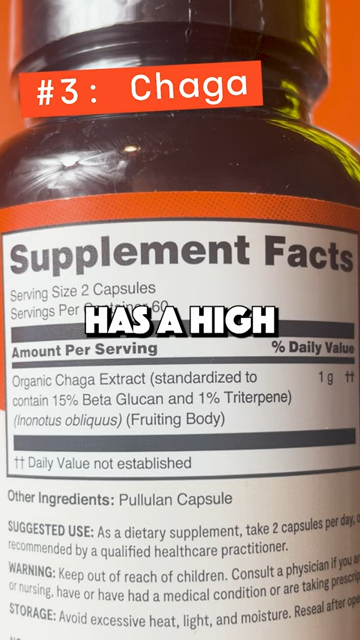 #3: Chaga
Supplement Facts
Serving Size 2 Capsules
Servings Per Container 60
HAS A HIGH
Amount Per Serving % Daily Value
Organic Chaga Extract (standardized to 1 g ††
contain 15% Beta Glucan and 1% Triterpene)
(Inonotus obliquus) (Fruiting Body)
†† Daily Value not established
Other Ingredients: Pullulan Capsule
SUGGESTED USE: As a dietary supplement, take 2 capsules per day,
recommended by a qualified healthcare practitioner.
WARNING: Keep out of reach of children. Consult a physician if you
or nursing, have or have had a medical condition or are taking
STORAGE: Avoid excessive heat, light, and moisture. Reseal after